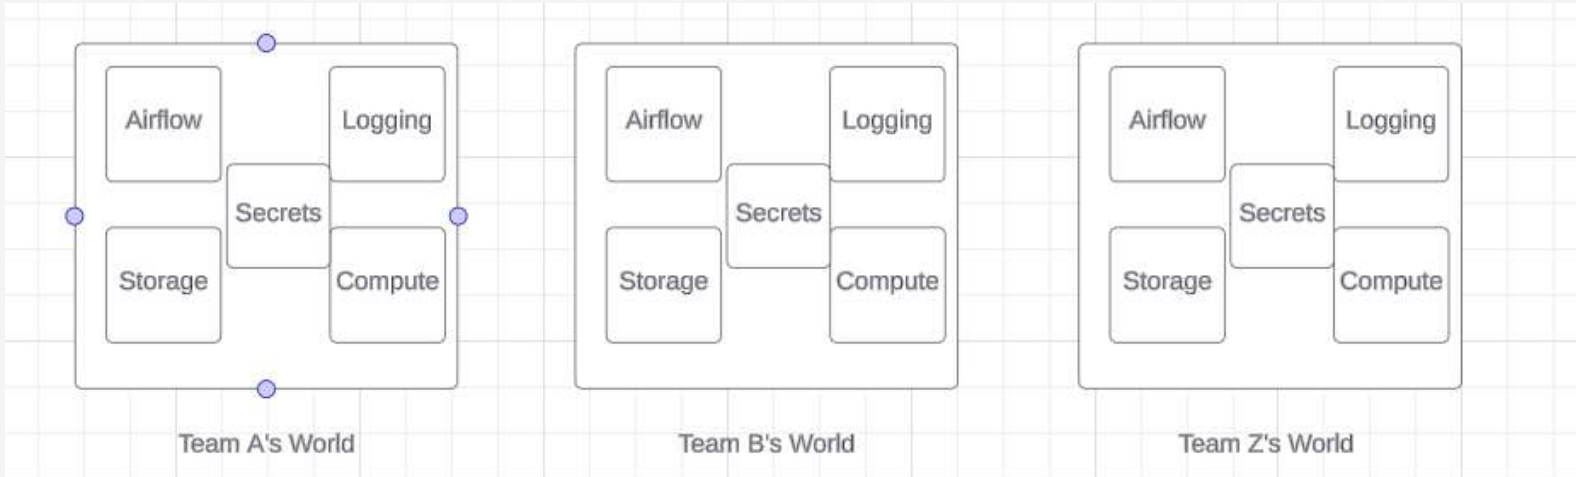 Airflow
Logging
Secrets
Storage
Compute
Team A's World
Airflow
Logging
Secrets
Storage
Compute
Team B's World
Airflow
Logging
Secrets
Storage
Compute
Team Z's World